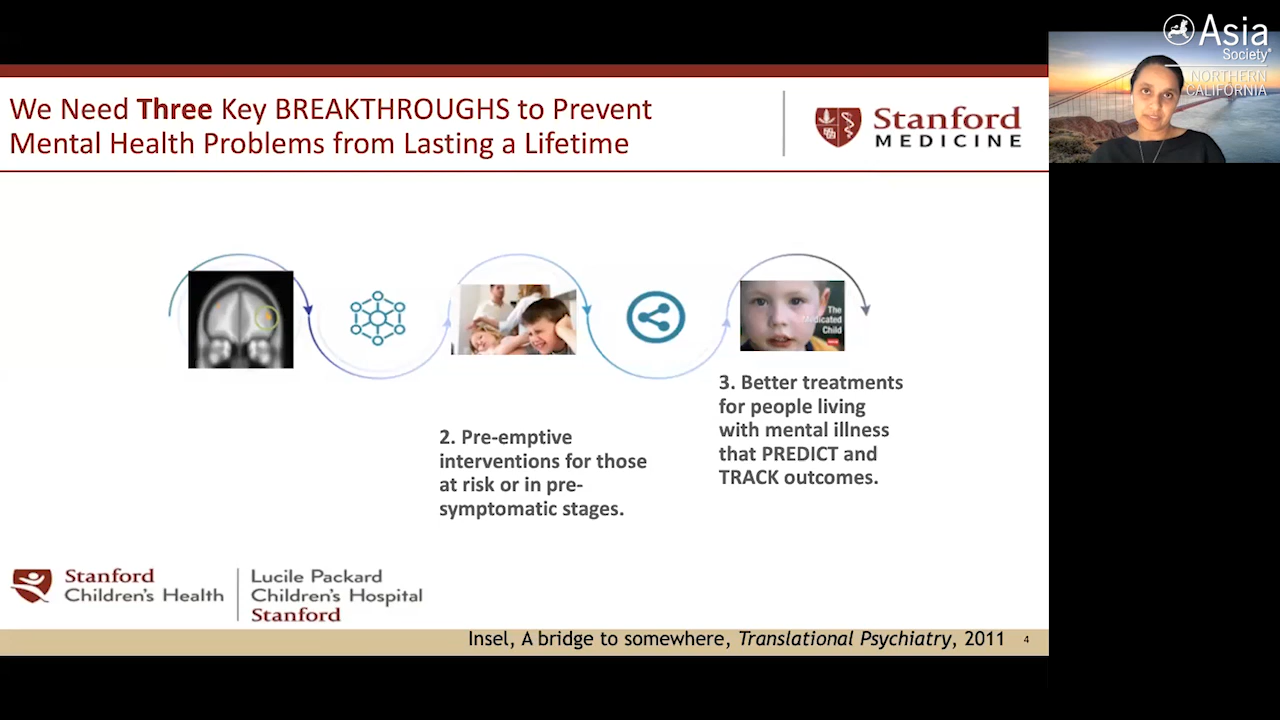 We Need Three Key BREAKTHROUGHS to Prevent
Mental Health Problems from Lasting a Lifetime
Stanford
MEDICINE
Asia
Society
NORTHERN
CALIFORNIA
The
Medicated
Child
2. Pre-emptive
interventions for those
at risk or in pre-
symptomatic stages.
3. Better treatments
for people living
with mental illness
that PREDICT and
TRACK outcomes.
Stanford
Children's Health
Lucile Packard
Children's Hospital
Stanford
Insel, A bridge to somewhere, Translational Psychiatry, 2011
4